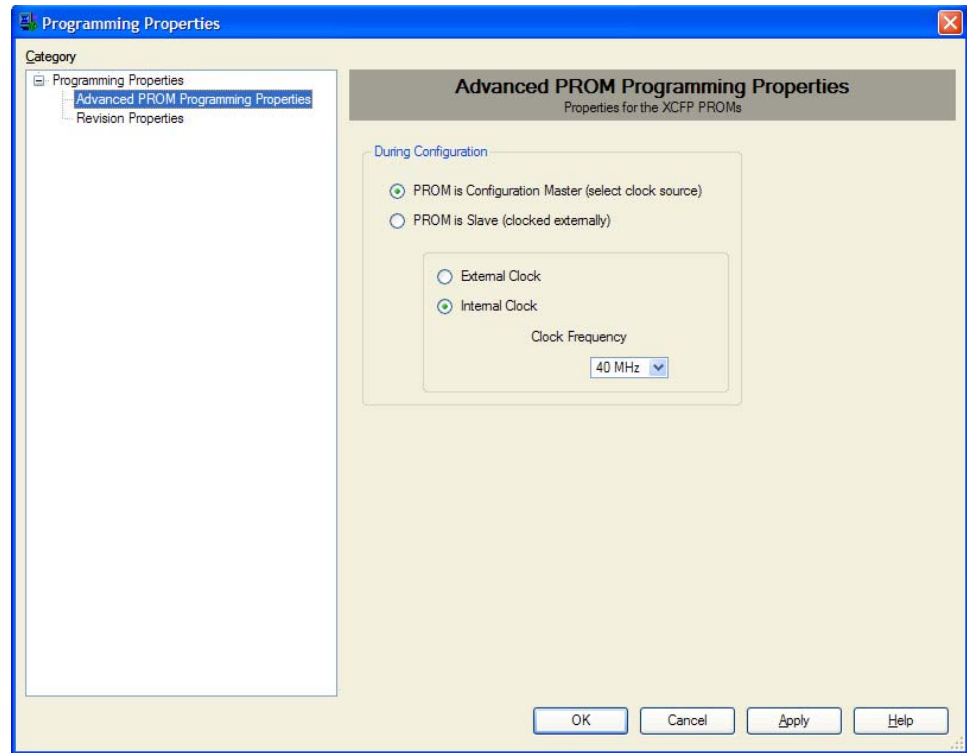 Programming Properties
Category
Programming Properties
Advanced PROM Programming Properties
Revision Properties
Advanced PROM Programming Properties
Properties for the XCFP PROMs
During Configuration
PROM is Configuration Master (select clock source)
PROM is Slave (clocked externally)
External Clock
Internal Clock
Clock Frequency
40 MHz
OK Cancel Apply Help